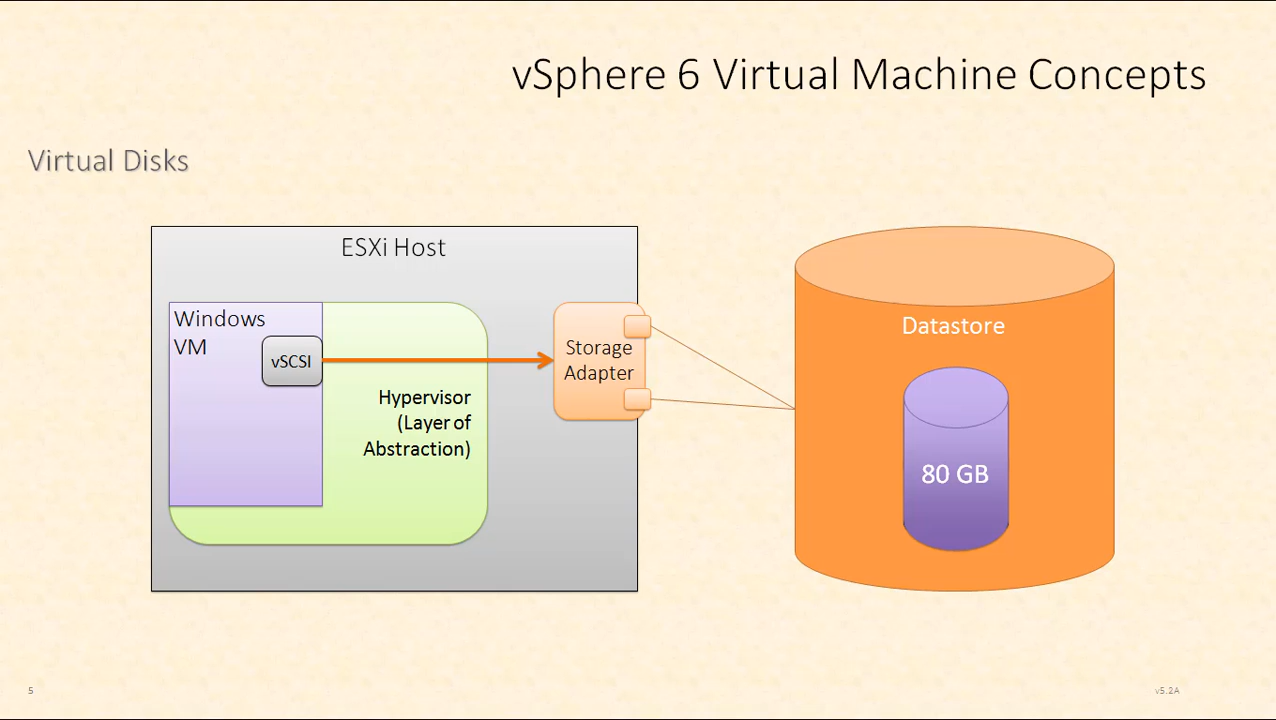 vSphere 6 Virtual Machine Concepts
Virtual Disks
ESXi Host
Windows
VM
vSCSI
Hypervisor
(Layer of
Abstraction)
Storage
Adapter
Datastore
80 GB
5
v5.2A